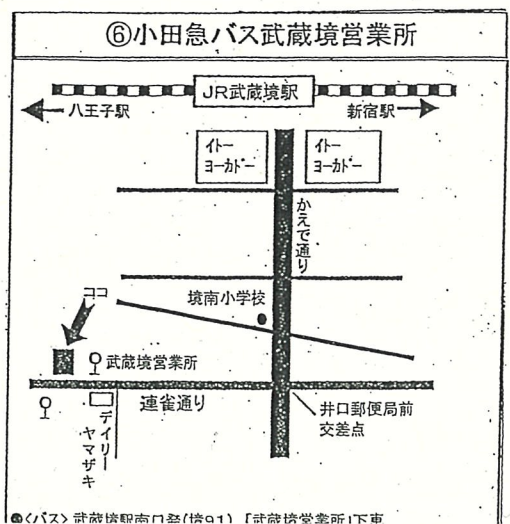 ⑥小田急バス武蔵境営業所
JR武蔵境駅
八王子駅
新宿駅
イトー
ヨーカドー
イトー
ヨーカドー
かえで通り
ココ
境南小学校
武蔵境営業所
連雀通り
デイリー
ヤマザキ
井口郵便局前
交差点
●〈バス〉武蔵境駅南口発(境91)「武蔵境営業所」下車